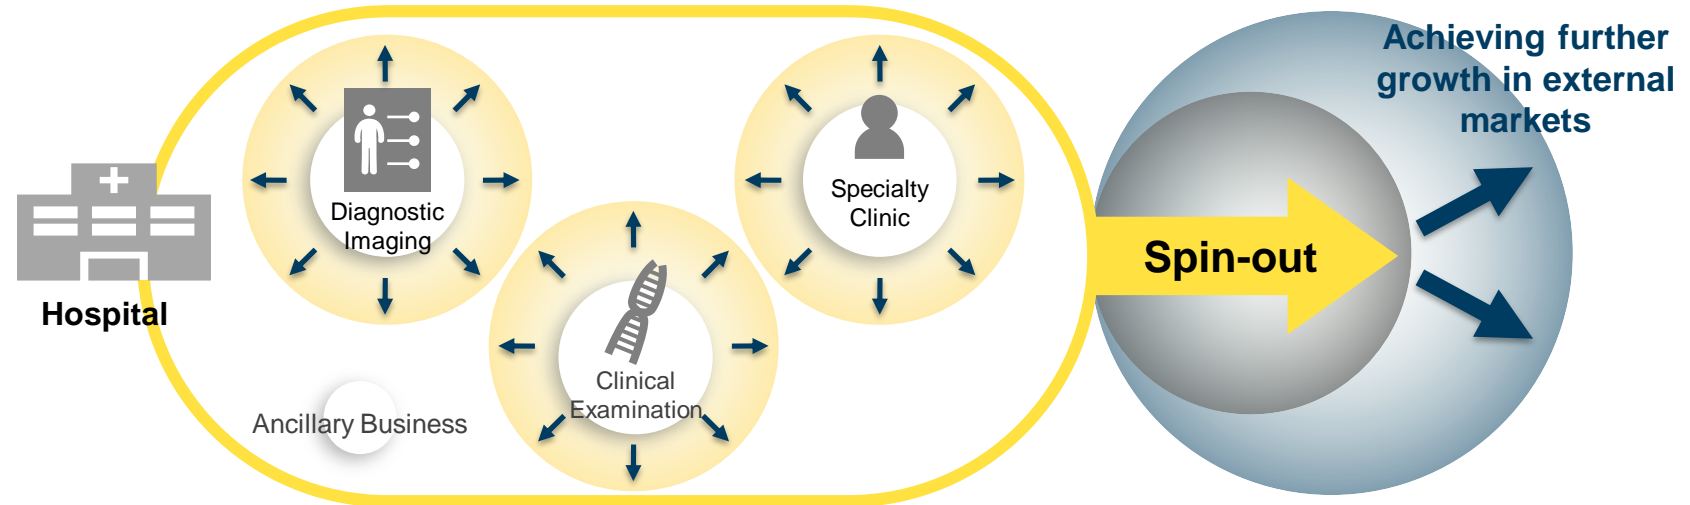 Hospital
Diagnostic
Imaging
Ancillary Business
Clinical
Examination
Specialty
Clinic
Spin-out
Achieving further
growth in external
markets